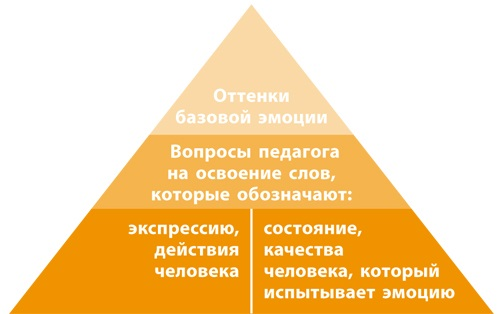 Оттенки
базовой эмоции
Вопросы педагога
на освоение слов,
которые обозначают:
экспрессию,
действия
человека
состояние,
качества
человека, который
испытывает эмоцию